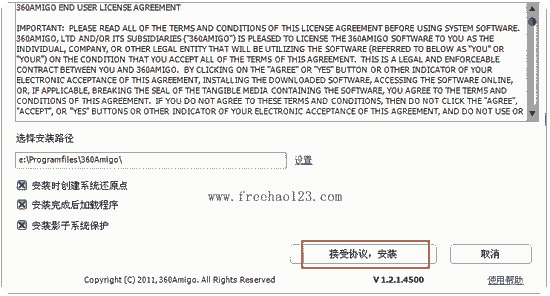 360AMIGO END USER LICENSE AGREEMENT
IMPORTANT:  PLEASE READ ALL OF THE TERMS AND CONDITIONS OF THIS LICENSE AGREEMENT BEFORE USING SYSTEM SOFTWARE.
360AMIGO, LTD AND/OR ITS SUBSIDIARIES ("360AMIGO") IS PLEASED TO LICENSE THE 360AMIGO SOFTWARE TO YOU AS THE
INDIVIDUAL, COMPANY, OR OTHER LEGAL ENTITY THAT WILL BE UTILIZING THE SOFTWARE (REFERRED TO BELOW AS "YOU" OR
"YOUR") ON THE CONDITION THAT YOU ACCEPT ALL OF THE TERMS OF THIS AGREEMENT.  THIS IS A LEGAL AND ENFORCEABLE
CONTRACT BETWEEN YOU AND 360AMIGO.  BY CLICKING ON THE "AGREE" OR "YES" BUTTON OR OTHER INDICATOR OF YOUR
ELECTRONIC ACCEPTANCE OF THIS AGREEMENT, INSTALLING THE DOWNLOADED, ACCESSING THE SOFTWARE ONLINE,
OR, IF APPLICABLE, BREAKING THE SEAL OF THE TANGIBLE MEDIA CONTAINING THE SOFTWARE, YOU AGREE TO THE TERMS AND
CONDITIONS OF THIS AGREEMENT.  IF YOU DO NOT AGREE TO THESE TERMS AND CONDITIONS, THEN DO NOT CLICK THE "AGREE",
"ACCEPT", OR "YES" BUTTONS OR OTHER INDICATOR OF YOUR ELECTRONIC ACCEPTANCE OF THIS AGREEMENT, AND DO NOT USE OR
选择安装路径
e:\Programfiles\360Amigo\ 设置
安装时创建系统还原点
安装完成后加载程序
www.freehao123.com
安装影子系统保护
接受协议，安装 取消
Copyright (C) 2011, 360Amigo. All Rights Reserved V 1.2.1.4500 使用帮助